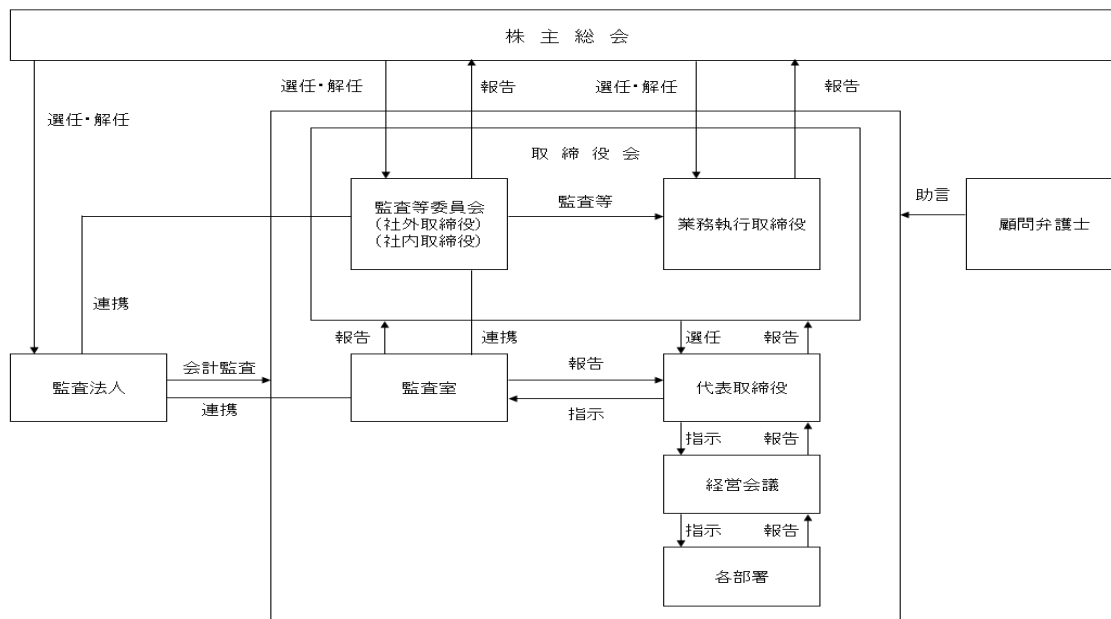 株主総会
選任・解任
報告
選任・解任
報告
選任・解任
取締役会
監査等委員会
(社外取締役)
(社内取締役)
監査等
業務執行取締役
助言
顧問弁護士
連携
報告
連携
選任
報告
監査法人
会計監査
連携
監査室
報告
指示
代表取締役
指示
報告
経営会議
指示
報告
各部署